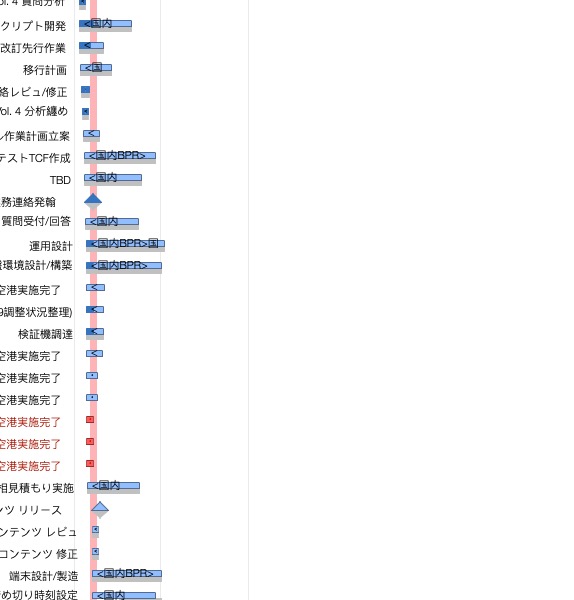 Vol. 4 質問分析
クリプト開発 <国内
改訂先行作業 <
移行計画 <国
絡レビュ/修正
Vol. 4 分析纏め
作業計画立案 <
テストTCF作成 <国内BPR>
TBD <国内
務連絡発翰
質問受付/回答 <国内
運用設計 <国内BPR>国
環境設計/構築 <国内BPR>
空港実施完了 <
9調整状況整理) <
検証機調達 <
空港実施完了 <
空港実施完了
空港実施完了
空港実施完了
空港実施完了
空港実施完了
相見積もり実施 <国内
ンツ リリース
コンテンツ レビュ
コンテンツ 修正
端末設計/製造 <国内BPR>
め切り時刻設定 <国内